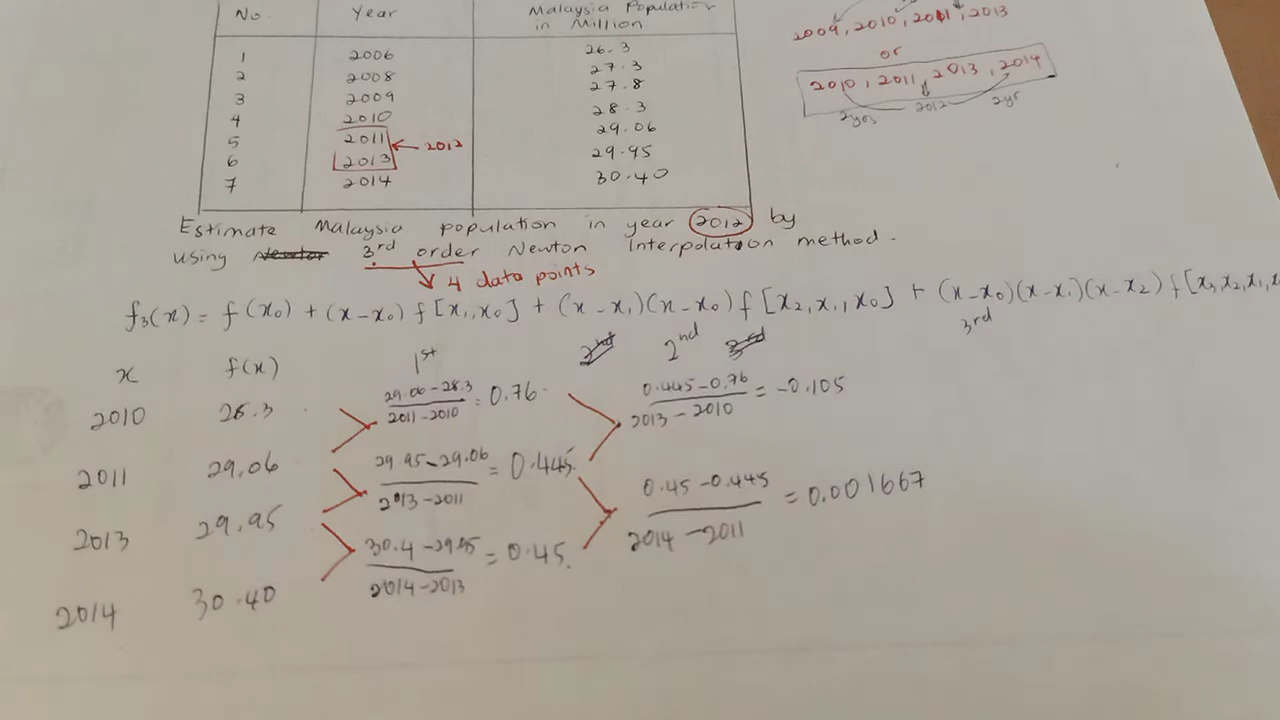 No. Year Malaysia Population in Million
1 2006 26.3
2 2008 27.3
3 2009 27.8
4 2010 28.3
5 2011 29.06
6 2013 29.95
7 2014 30.40
← 2012
2009, 2010, 2011, 2013
or
2010, 2011, 2013, 2014
2yrs 2012 2yr
Estimate Malaysia population in year 2012 by
using Newton 3rd order Newton Interpolation method.
4 data points
f₃(x) = f(x₀) + (x-x₀) f[x₁,x₀] + (x-x₁)(x-x₀) f[x₂,x₁,x₀] + (x-x₀)(x-x₁)(x-x₂) f[x₃,x₂,x₁,x
3rd
x f(x) 1st 2nd 2nd 3rd
2010 28.3 29.06-28.3 / 2011-2010 = 0.76 0.445-0.76 / 2013-2010 = -0.105
2011 29.06 29.95-29.06 / 2013-2011 = 0.445 0.45-0.445 / 2014-2011 = 0.001667
2013 29.95 30.4-29.95 / 2014-2013 = 0.45
2014 30.40